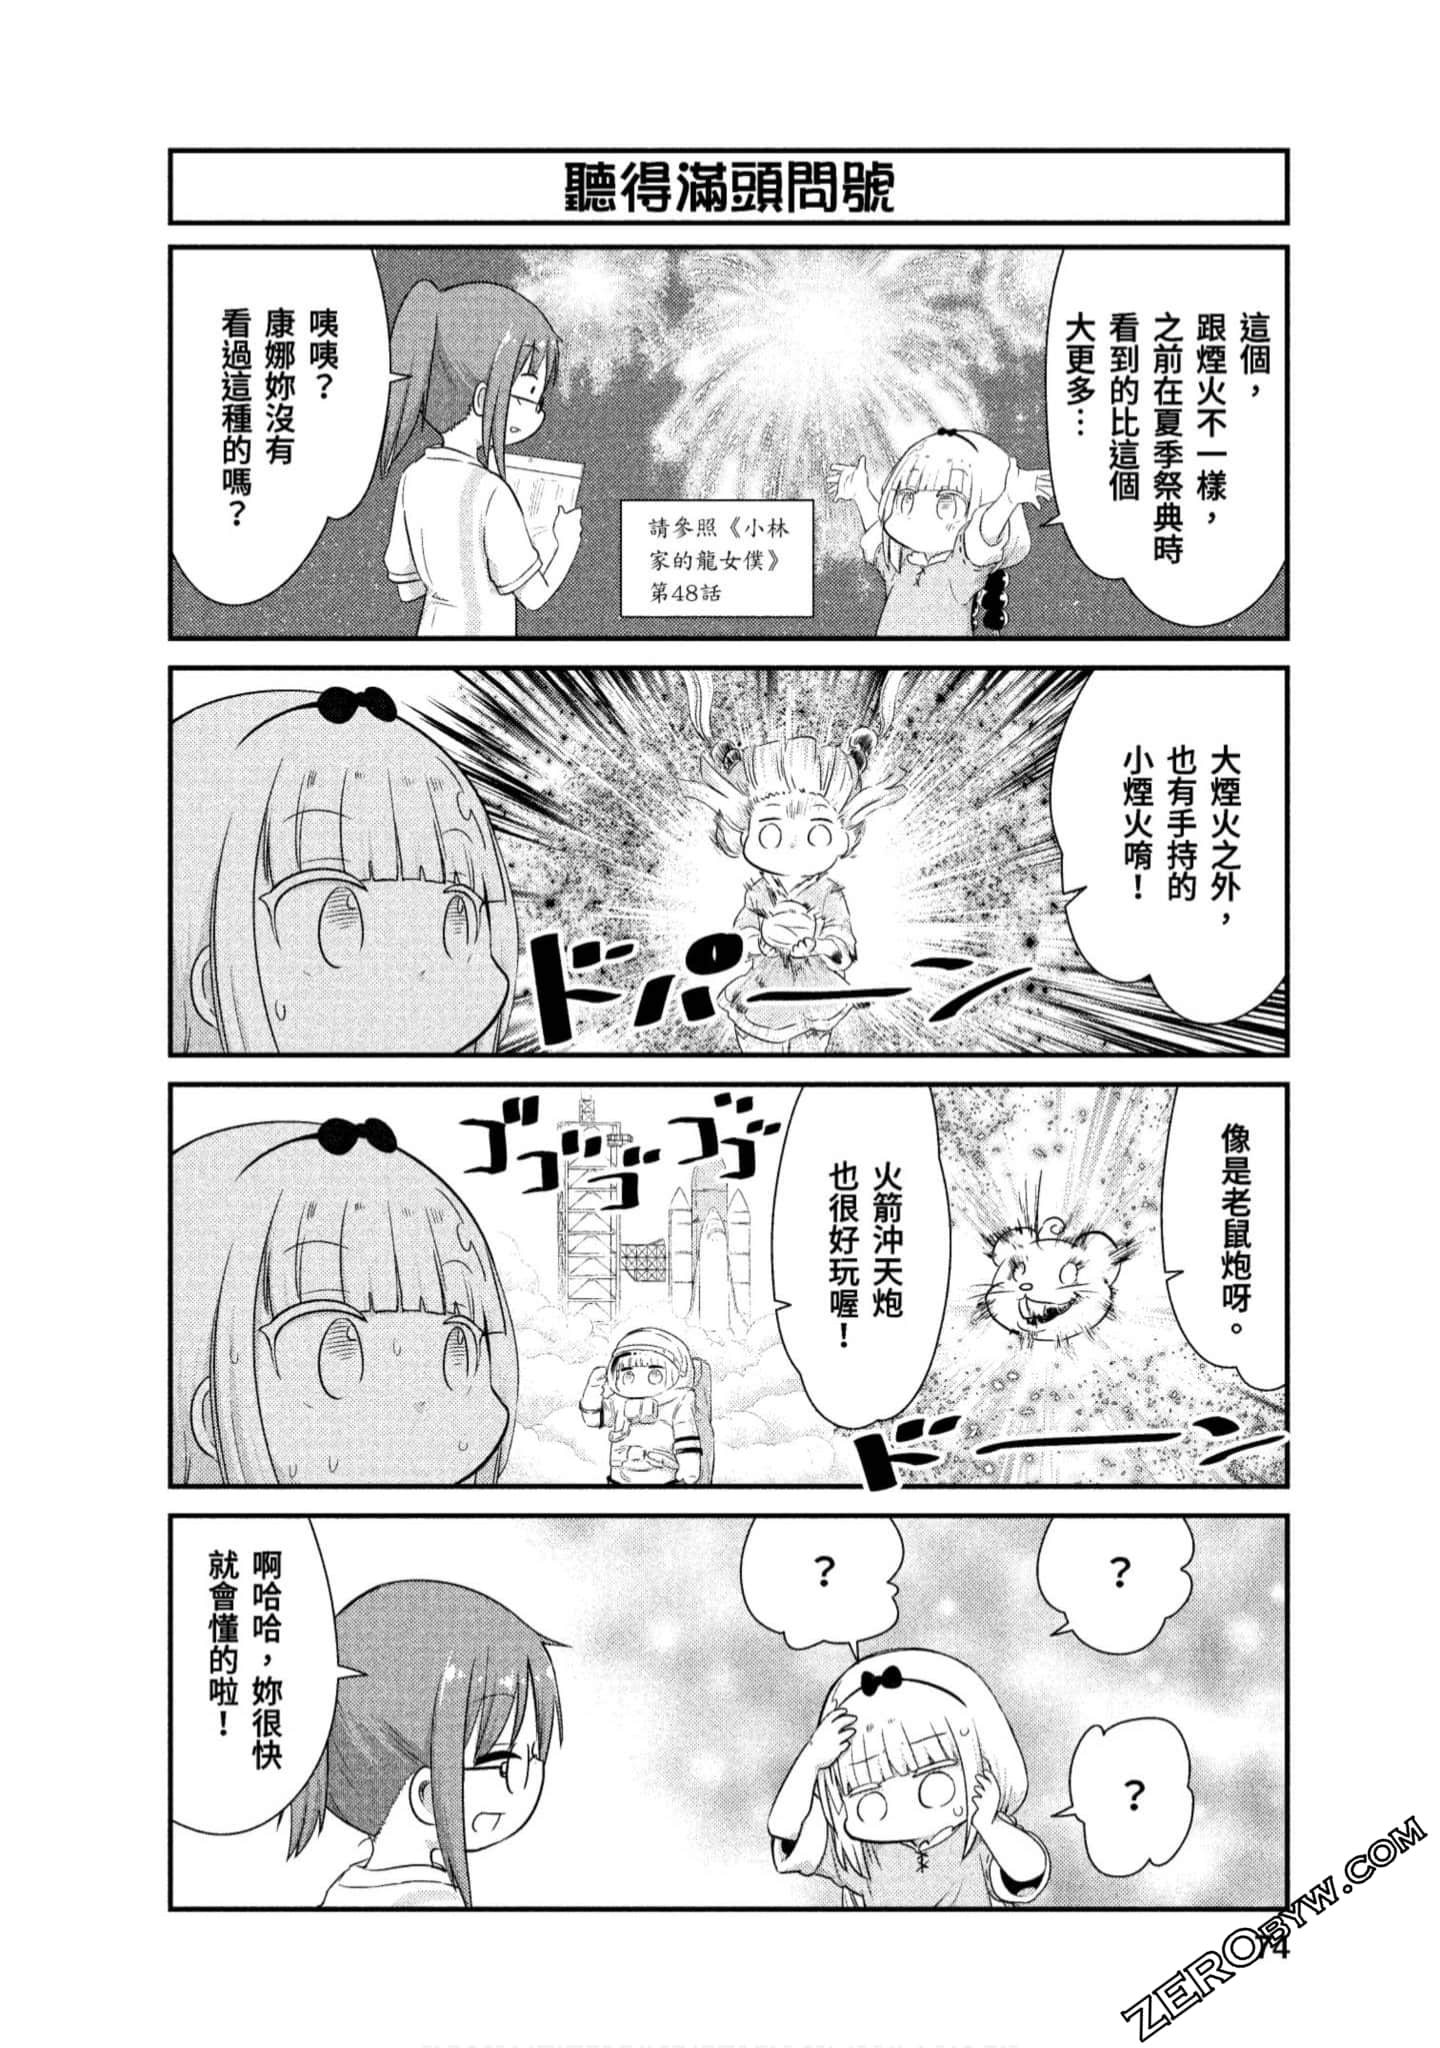 聽得滿頭問號
這個，
跟煙火不一樣，
之前在夏季祭典時
看到的比這個
大更多…
請參照《小林
家的龍女僕》
第48話
咦咦？
康娜妳沒有
看過這種的嗎？
大煙火之外，
也有手持的
小煙火唷！
ドパーン
像是老鼠炮呀。
ドーーン
火箭沖天炮
也很好玩喔！
ゴゴゴゴゴゴ
？
？
？
啊哈哈，妳很快
就會懂的啦！
74
ZEROBYW.COM